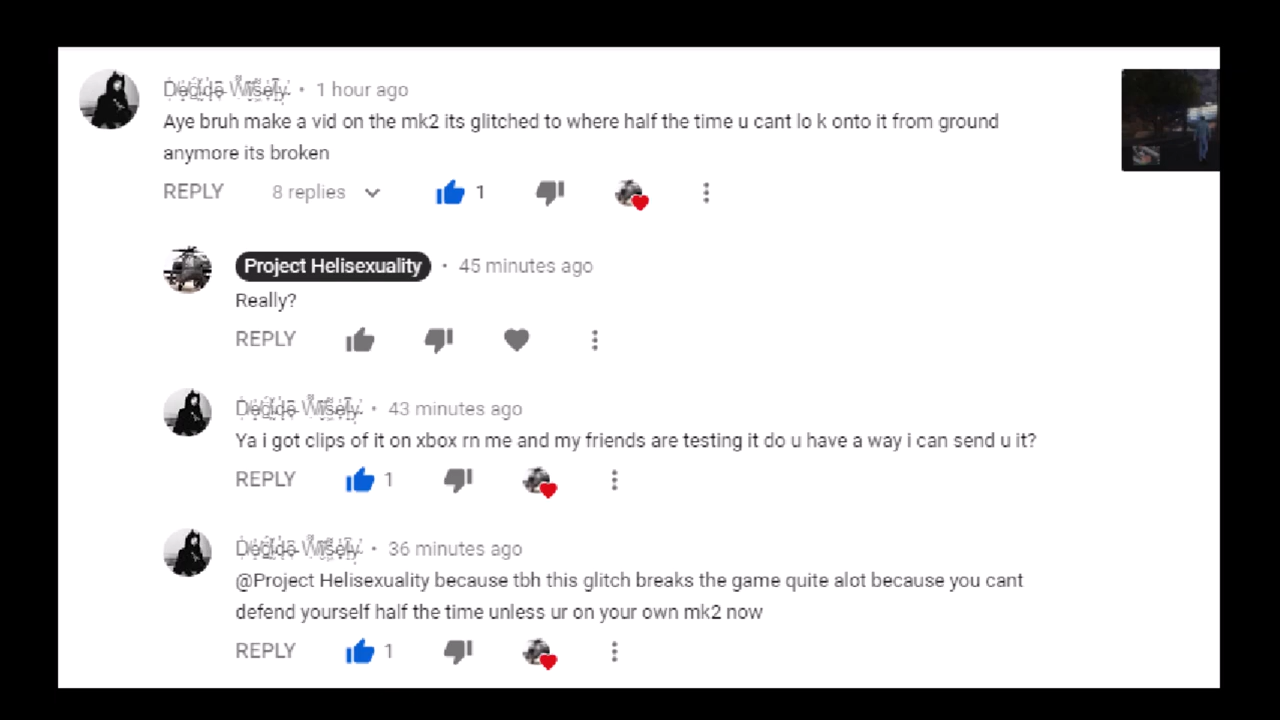 Decide Wisely • 1 hour ago
Aye bruh make a vid on the mk2 its glitched to where half the time u cant lo k onto it from ground
anymore its broken
REPLY 8 replies 1
Project Helisexuality • 45 minutes ago
Really?
REPLY
Decide Wisely • 43 minutes ago
Ya i got clips of it on xbox rn me and my friends are testing it do u have a way i can send u it?
REPLY 1
Decide Wisely • 36 minutes ago
@Project Helisexuality because tbh this glitch breaks the game quite alot because you cant
defend yourself half the time unless ur on your own mk2 now
REPLY 1